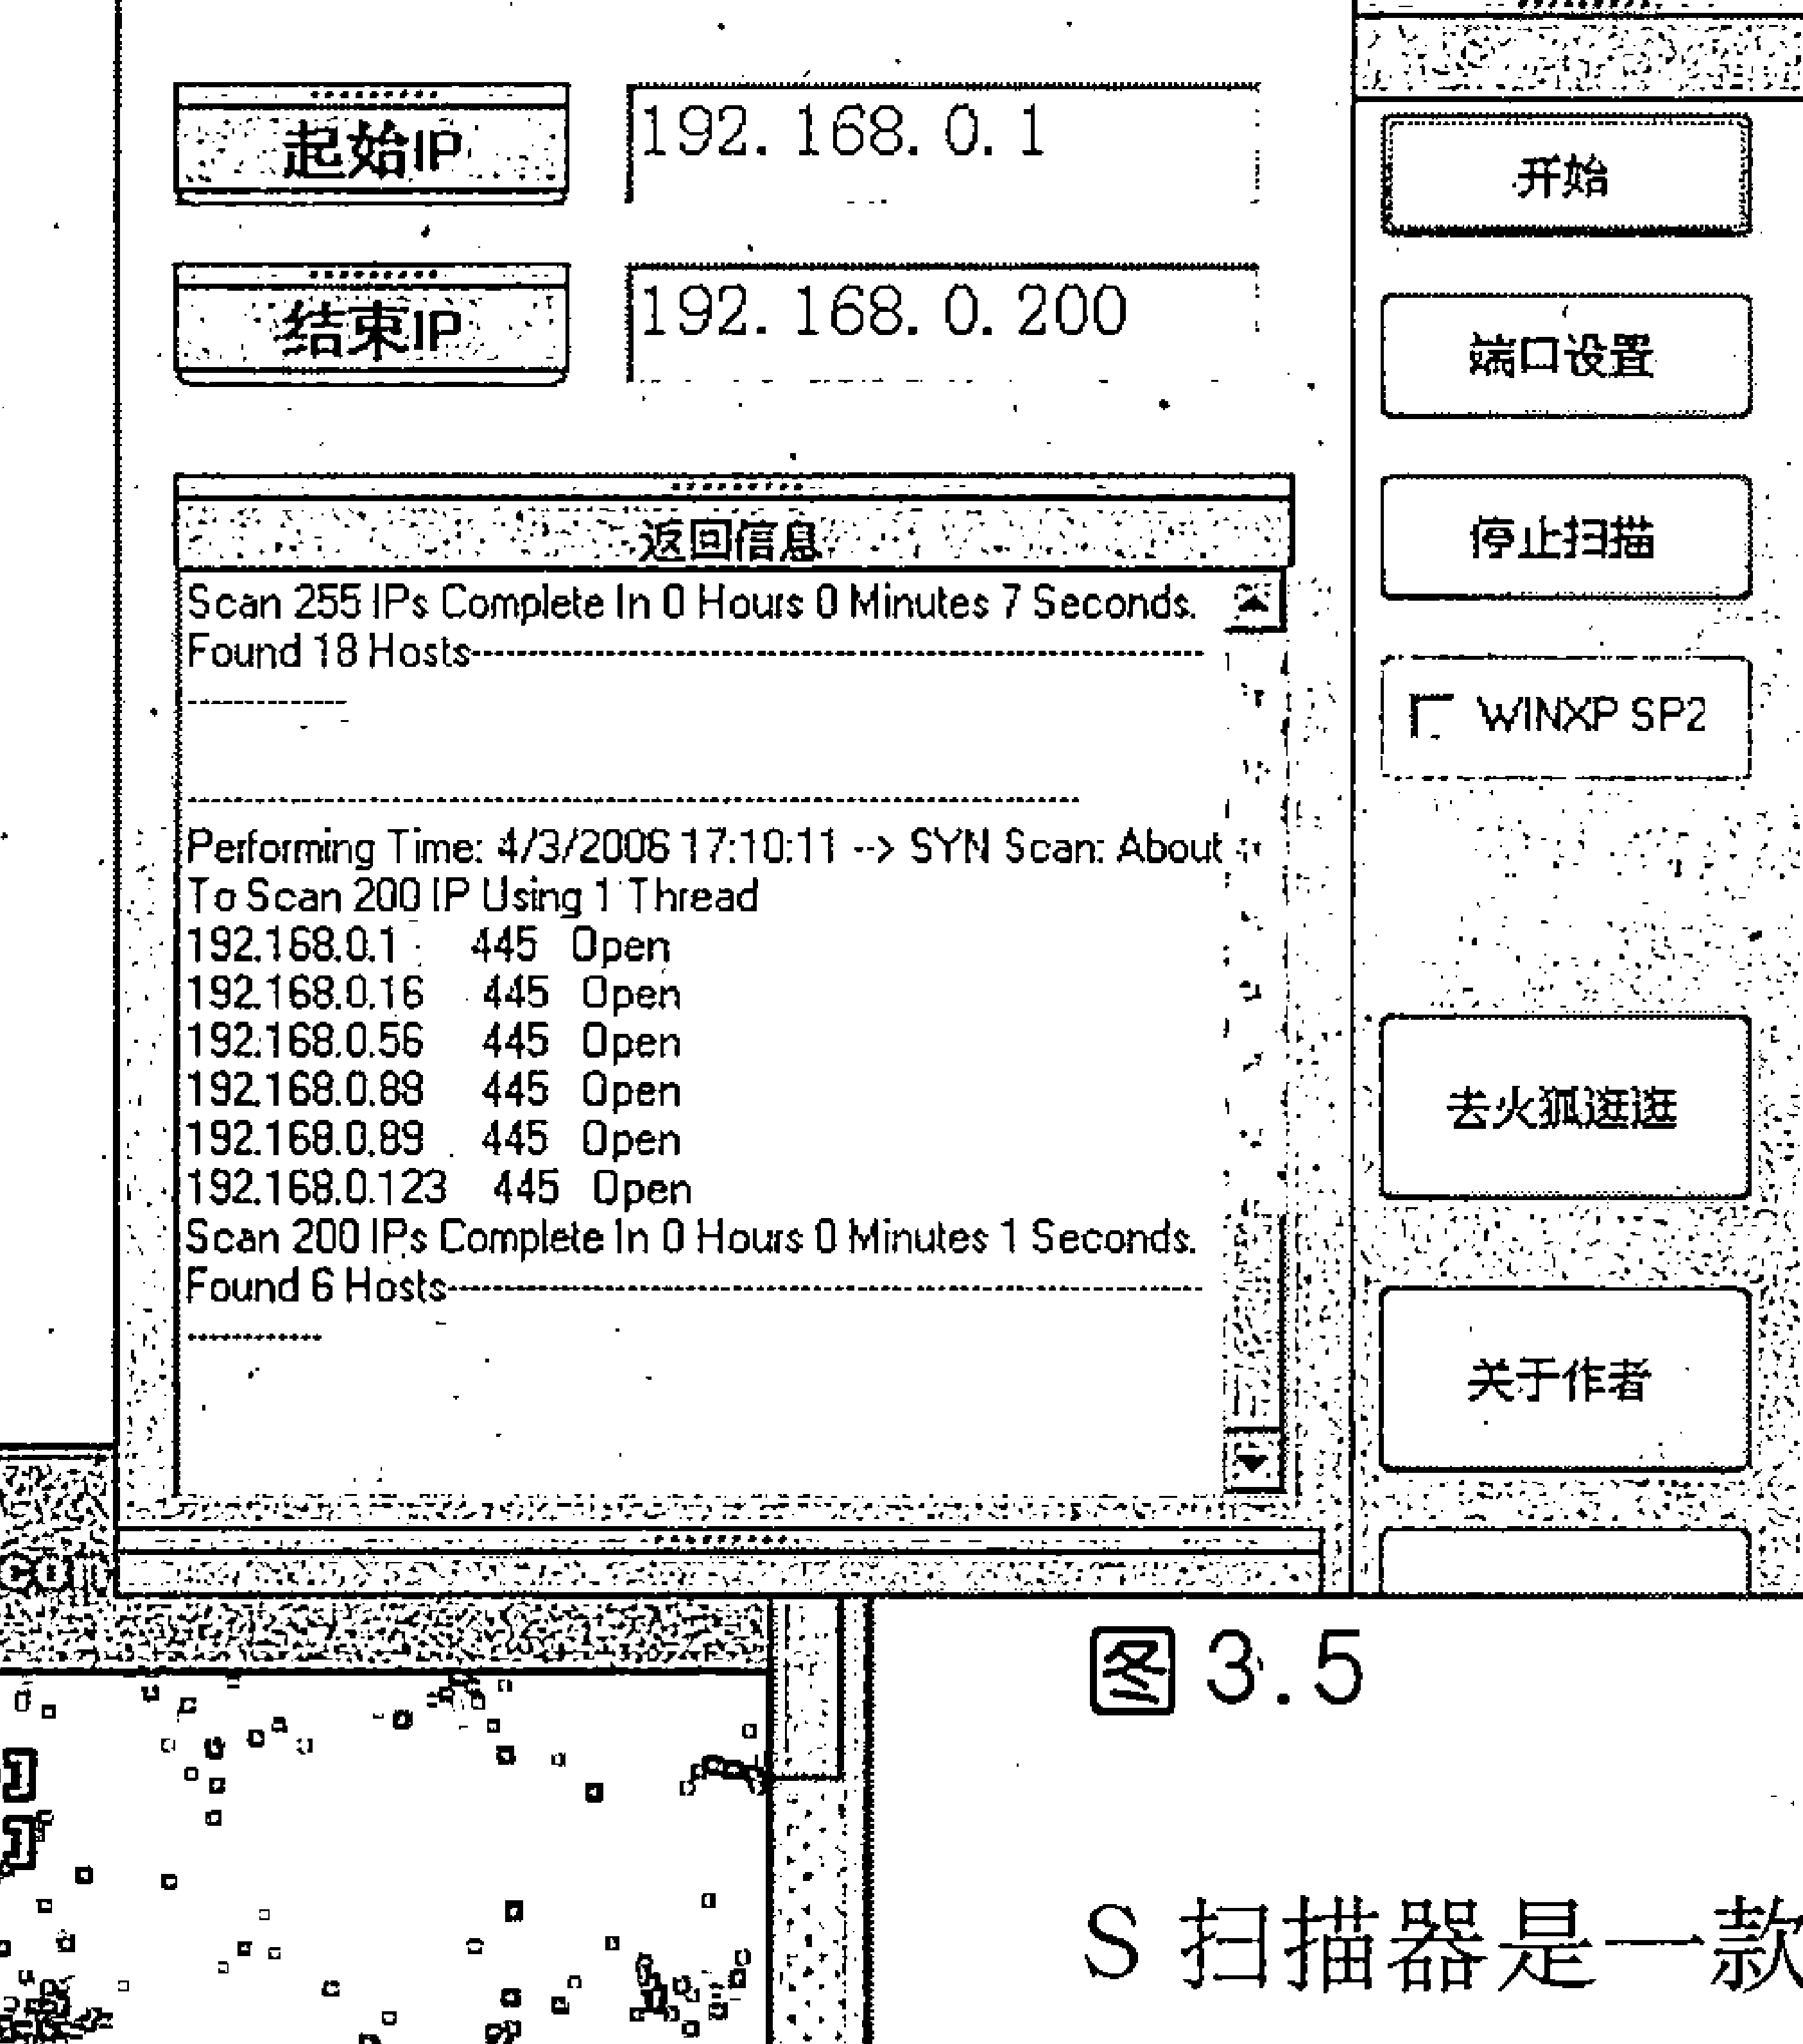 起始IP 192.168.0.1
结束IP 192.168.0.200
返回信息
Scan 255 IPs Complete In 0 Hours 0 Minutes 7 Seconds.
Found 18 Hosts------------------------------------------------
----------
------------------------------------------------------------
Performing Time: 4/3/2006 17:10:11 --> SYN Scan: About
To Scan 200 IP Using 1 Thread
192.168.0.1 445 Open
192.168.0.16 445 Open
192.168.0.56 445 Open
192.168.0.88 445 Open
192.168.0.89 445 Open
192.168.0.123 445 Open
Scan 200 IPs Complete In 0 Hours 0 Minutes 1 Seconds.
Found 6 Hosts--------------------------------------------------
---------
开始
端口设置
停止扫描
WINXP SP2
去火狐逛逛
关于作者
图 3.5
S 扫描器是一款